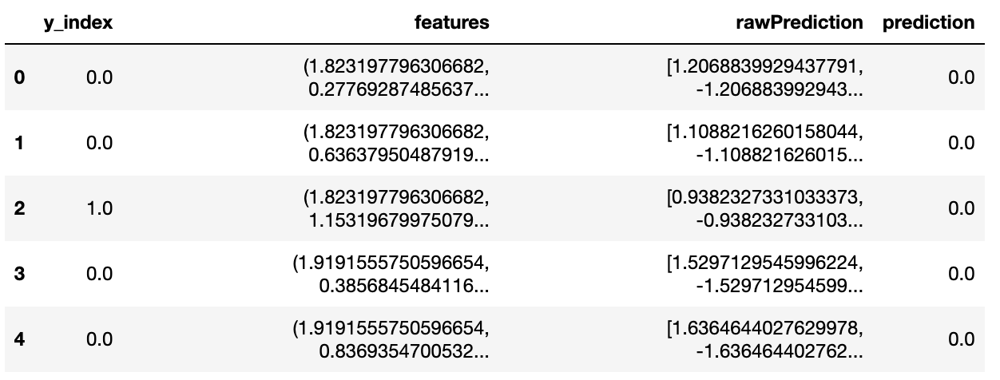 y_index features rawPrediction prediction
0 0.0 (1.823197796306682, 0.27769287485637... [1.2068839929437791, -1.206883992943... 0.0
1 0.0 (1.823197796306682, 0.63637950487919... [1.1088216260158044, -1.108821626015... 0.0
2 1.0 (1.823197796306682, 1.15319679975079... [0.9382327331033373, -0.938232733103... 0.0
3 0.0 (1.9191555750596654, 0.3856845484116... [1.5297129545996224, -1.529712954599... 0.0
4 0.0 (1.9191555750596654, 0.8369354700532... [1.6364644027629978, -1.636464402762... 0.0